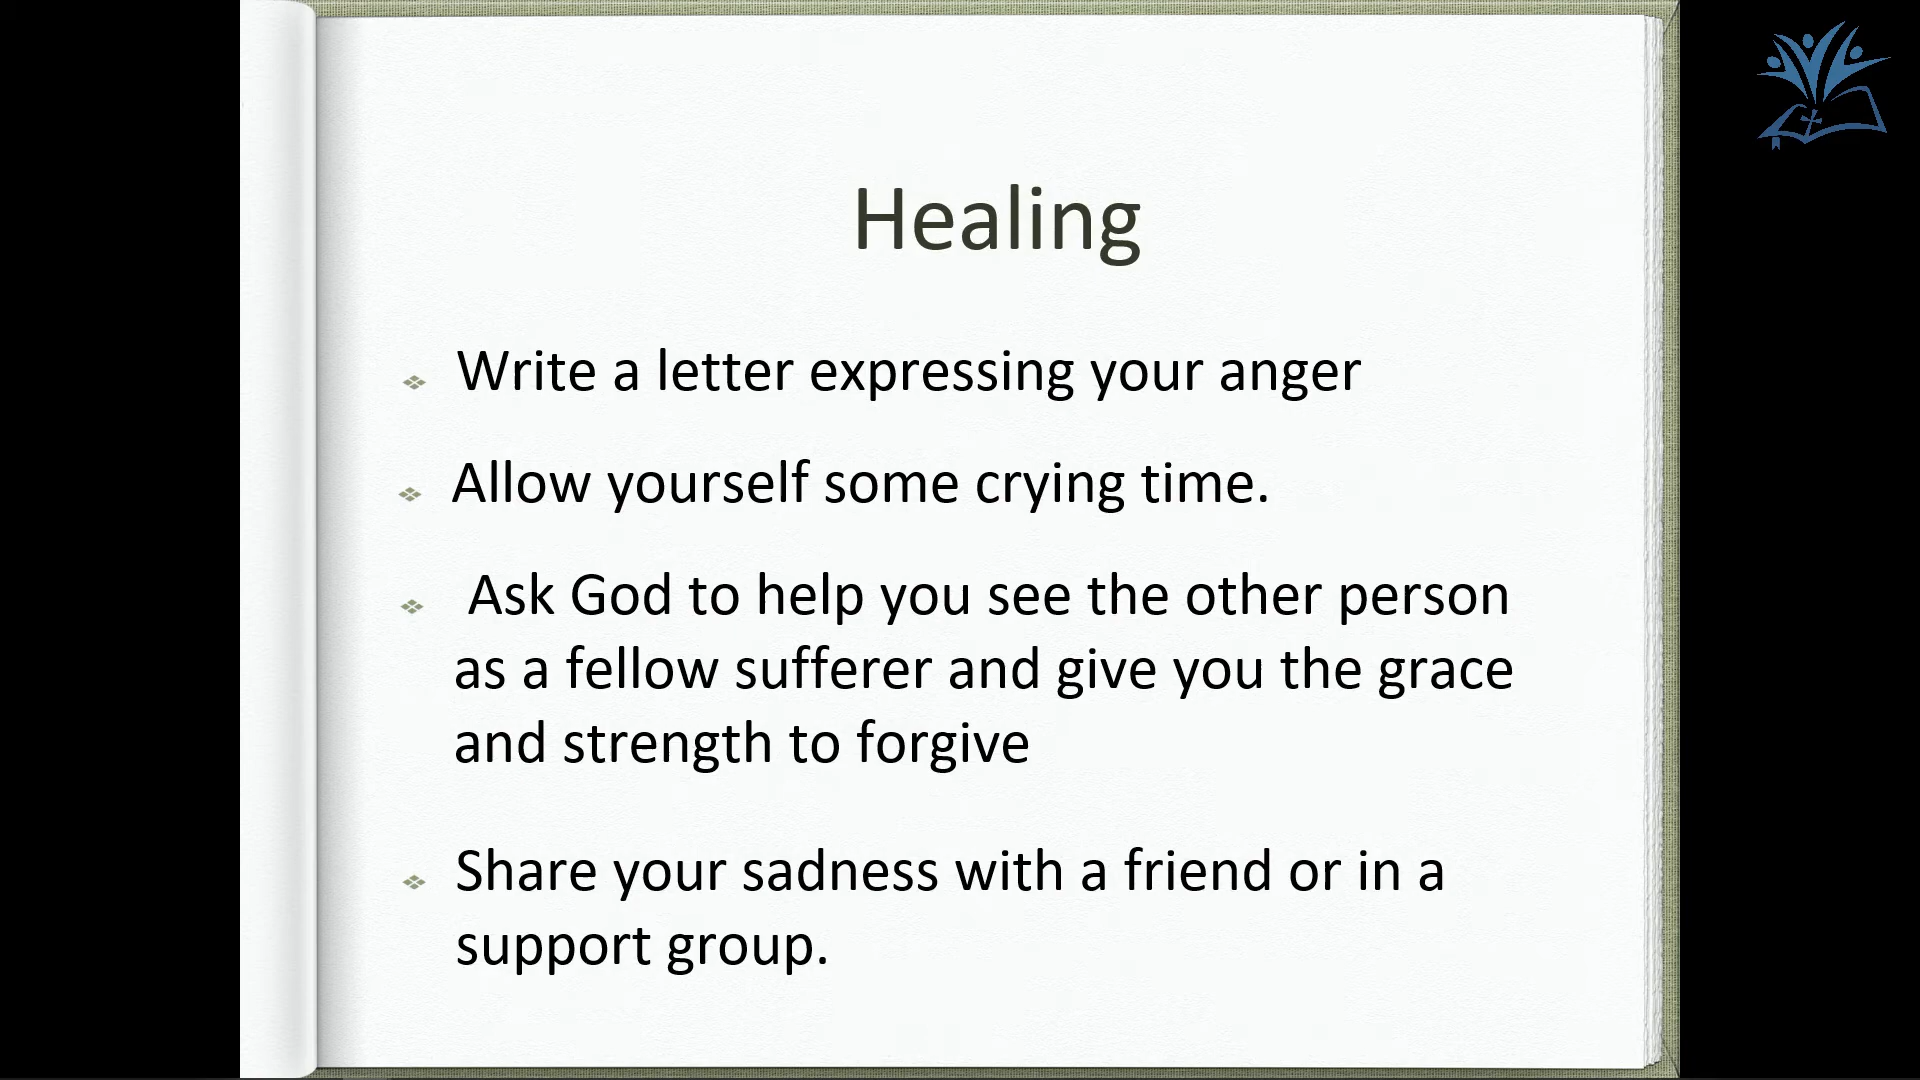 Healing
Write a letter expressing your anger
Allow yourself some crying time.
Ask God to help you see the other person
as a fellow sufferer and give you the grace
and strength to forgive
Share your sadness with a friend or in a
support group.